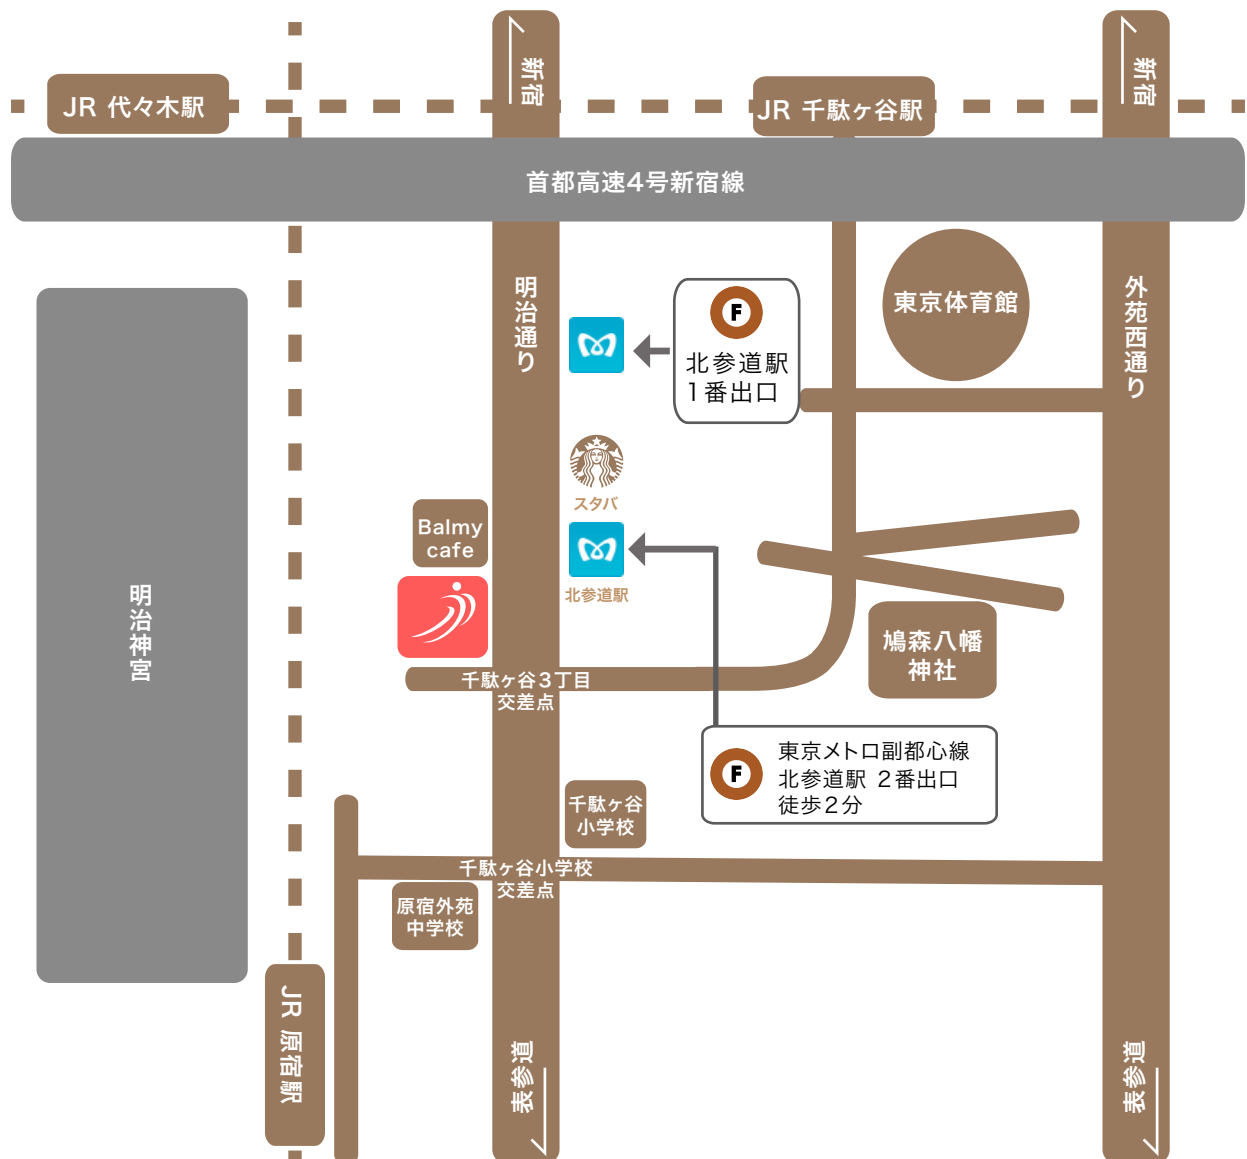 新宿
新宿
JR 代々木駅
JR 千駄ヶ谷駅
首都高速4号新宿線
明治通り
外苑西通り
東京体育館
F
北参道駅
1番出口
スタバ
Balmy
cafe
北参道駅
明治神宮
鳩森八幡
神社
千駄ヶ谷3丁目
交差点
F
東京メトロ副都心線
北参道駅 2番出口
徒歩2分
千駄ヶ谷
小学校
千駄ヶ谷小学校
交差点
原宿外苑
中学校
JR 原宿駅
表参道
表参道